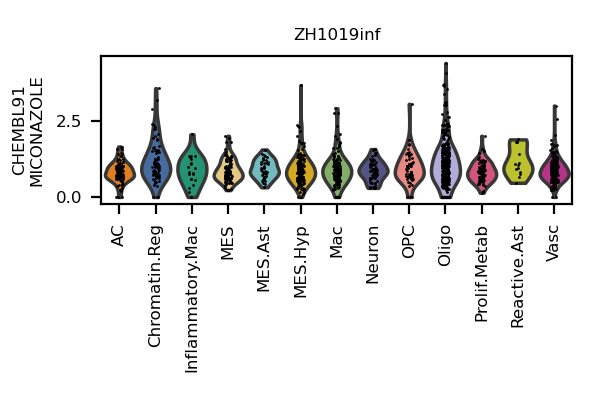 ZH1019inf
CHEMBL91
MICONAZOLE
2.5
0.0
AC
Chromatin.Reg
Inflammatory.Mac
MES
MES.Ast
MES.Hyp
Mac
Neuron
OPC
Oligo
Prolif.Metab
Reactive.Ast
Vasc